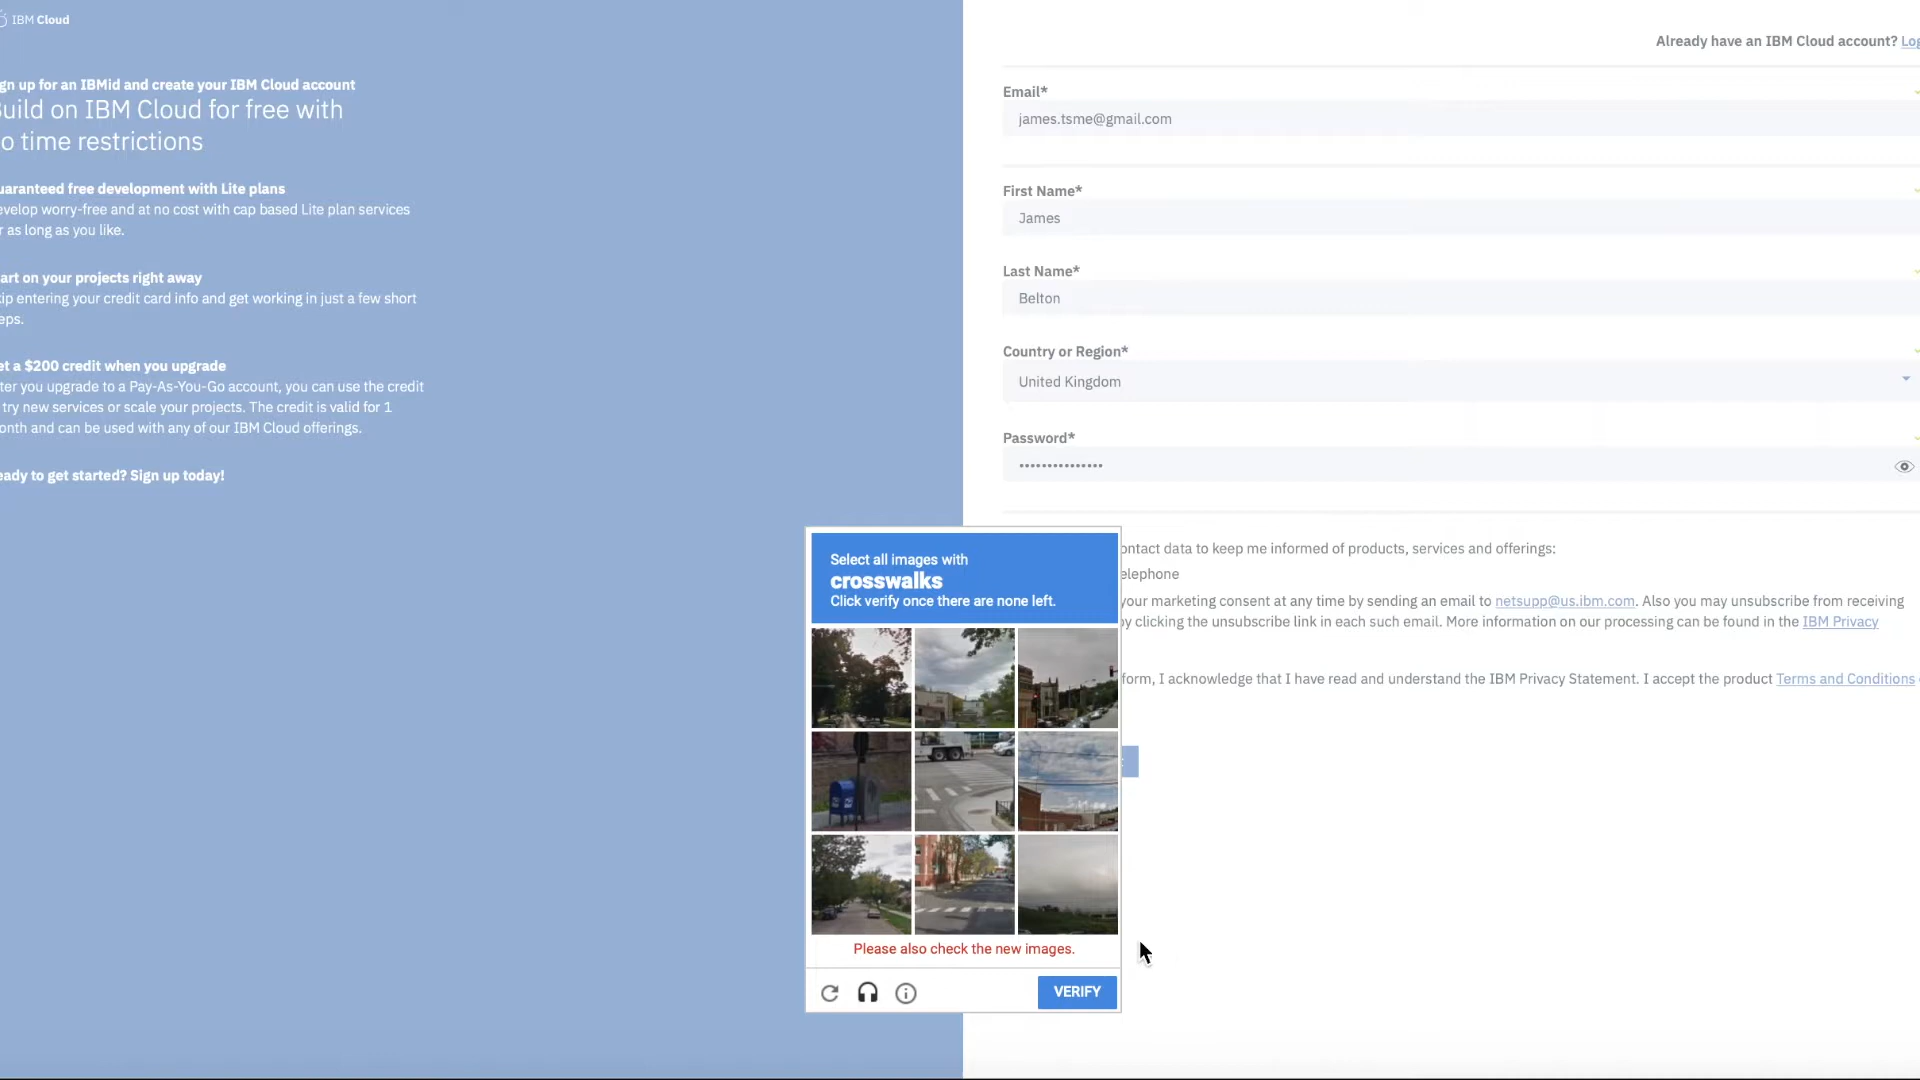 IBM Cloud
Already have an IBM Cloud account? Log
gn up for an IBMid and create your IBM Cloud account
uild on IBM Cloud for free with
o time restrictions
uaranteed free development with Lite plans
evelop worry-free and at no cost with cap based Lite plan services
r as long as you like.
art on your projects right away
ip entering your credit card info and get working in just a few short
eps.
et a $200 credit when you upgrade
ter you upgrade to a Pay-As-You-Go account, you can use the credit
try new services or scale your projects. The credit is valid for 1
onth and can be used with any of our IBM Cloud offerings.
eady to get started? Sign up today!
Email*
james.tsme@gmail.com
First Name*
James
Last Name*
Belton
Country or Region*
United Kingdom
Password*
•••••••••••••••
ontact data to keep me informed of products, services and offerings:
elephone
your marketing consent at any time by sending an email to netsupp@us.ibm.com. Also you may unsubscribe from receiving
by clicking the unsubscribe link in each such email. More information on our processing can be found in the IBM Privacy
form, I acknowledge that I have read and understand the IBM Privacy Statement. I accept the product Terms and Conditions
Select all images with
crosswalks
Click verify once there are none left.
Please also check the new images.
VERIFY